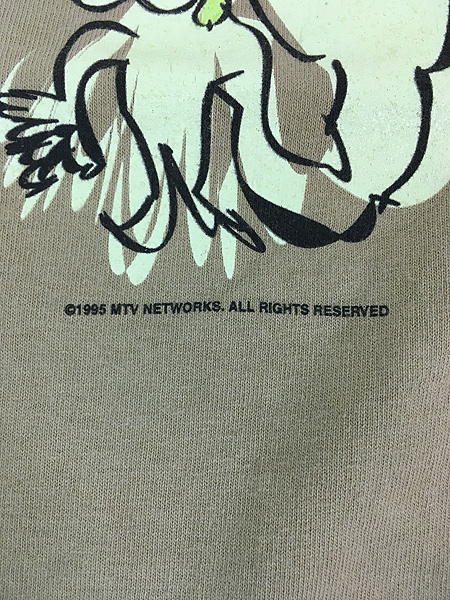 ©1995 MTV NETWORKS. ALL RIGHTS RESERVED